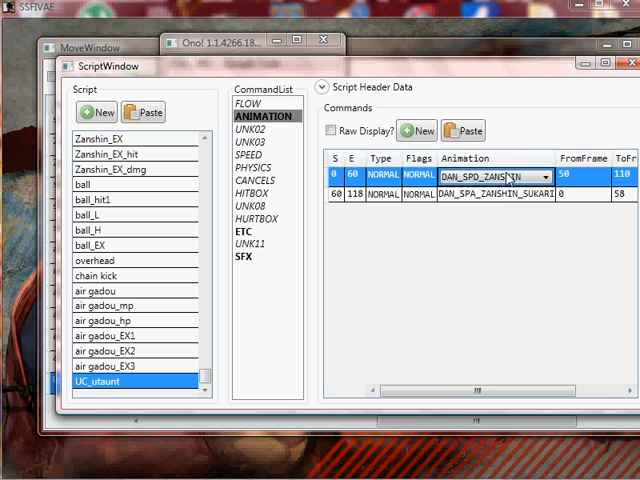 SSFIVAE
MoveWindow
Ono! 1.1.4266.18...
ScriptWindow
Script
New
Paste
Zanshin_EX
Zanshin_EX_hit
Zanshin_EX_dmg
ball
ball_hit1
ball_L
ball_H
ball_EX
overhead
chain kick
air gadou
air gadou_mp
air gadou_hp
air gadou_EX1
air gadou_EX2
air gadou_EX3
UC_utaunt
CommandList
FLOW
ANIMATION
UNK02
UNK03
SPEED
PHYSICS
CANCELS
HITBOX
UNK08
HURTBOX
ETC
UNK11
SFX
Script Header Data
Commands
Raw Display?
New
Paste
S E Type Flags Animation FromFrame ToFr
0 60 NORMAL NORMAL DAN_SPD_ZANSHIN 50 110
60 118 NORMAL NORMAL DAN_SPA_ZANSHIN_SUKARI 0 58